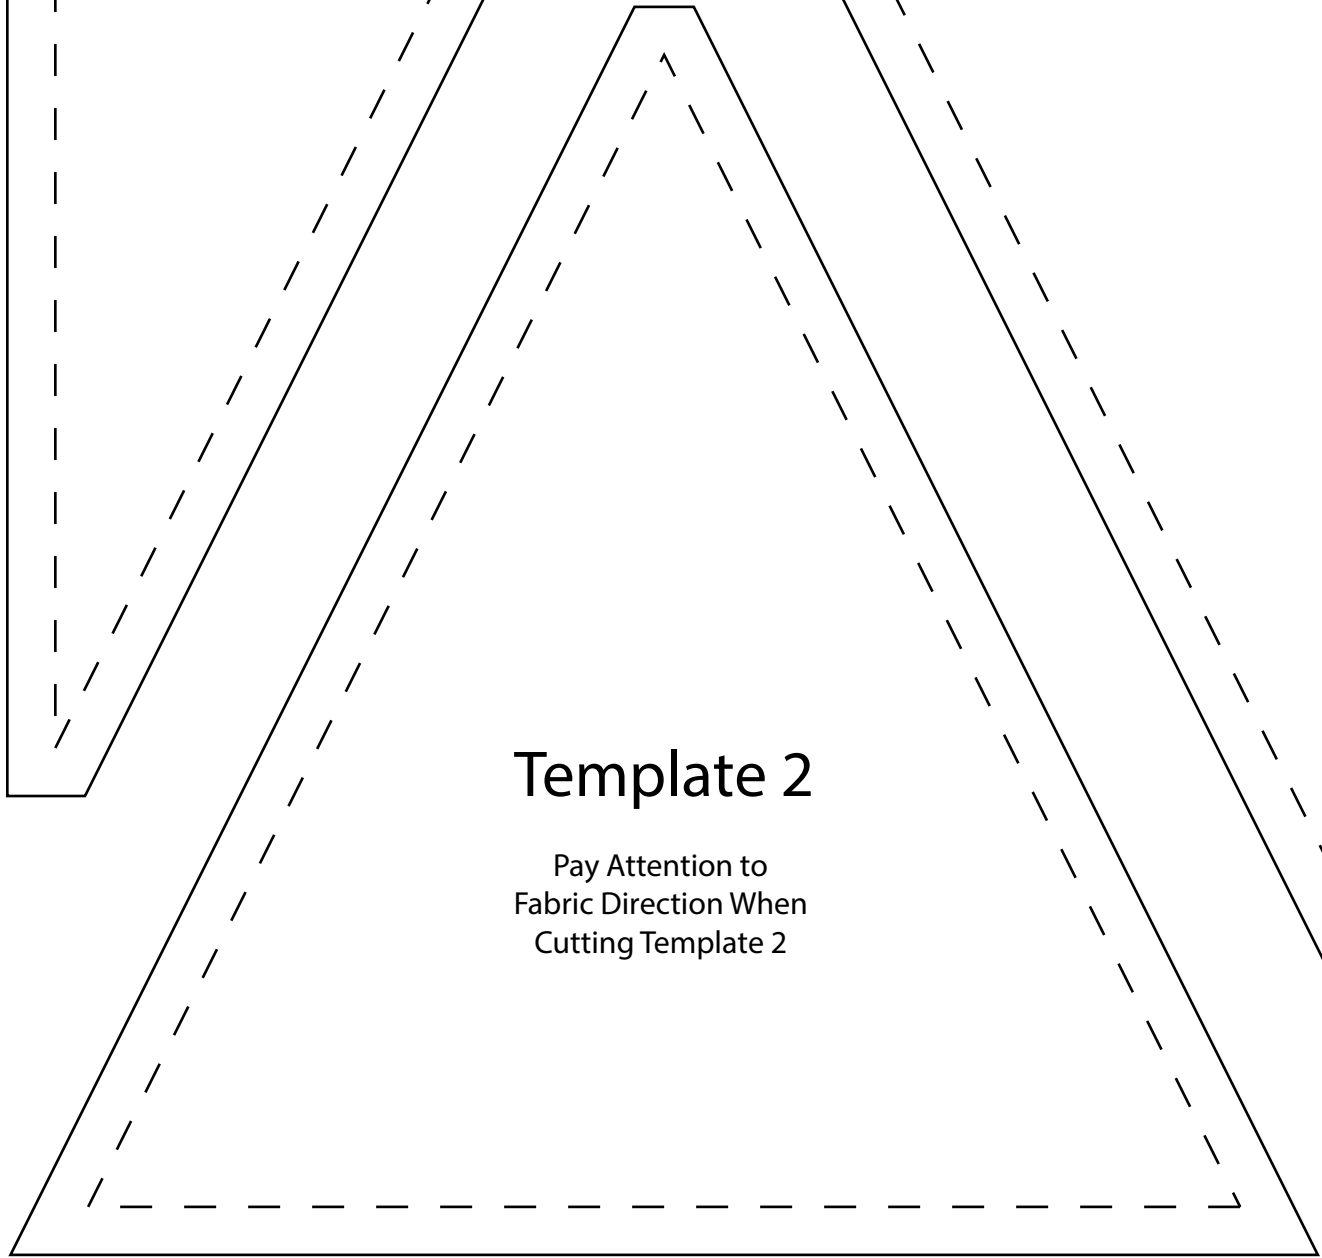 Template 2
Pay Attention to
Fabric Direction When
Cutting Template 2